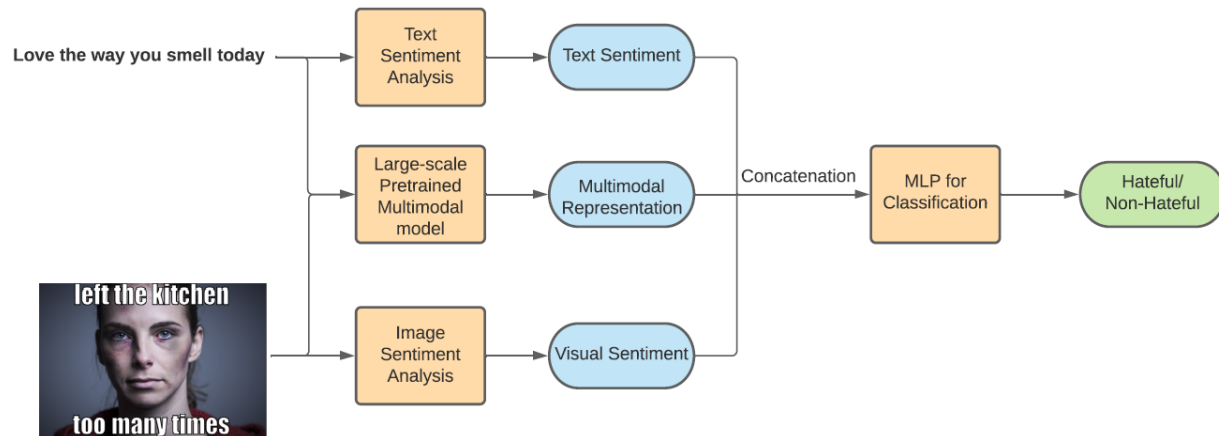 Love the way you smell today
Text
Sentiment
Analysis
Text Sentiment
Large-scale
Pretrained
Multimodal
model
Multimodal
Representation
Concatenation
MLP for
Classification
Hateful/
Non-Hateful
left the kitchen
too many times
Image
Sentiment
Analysis
Visual Sentiment